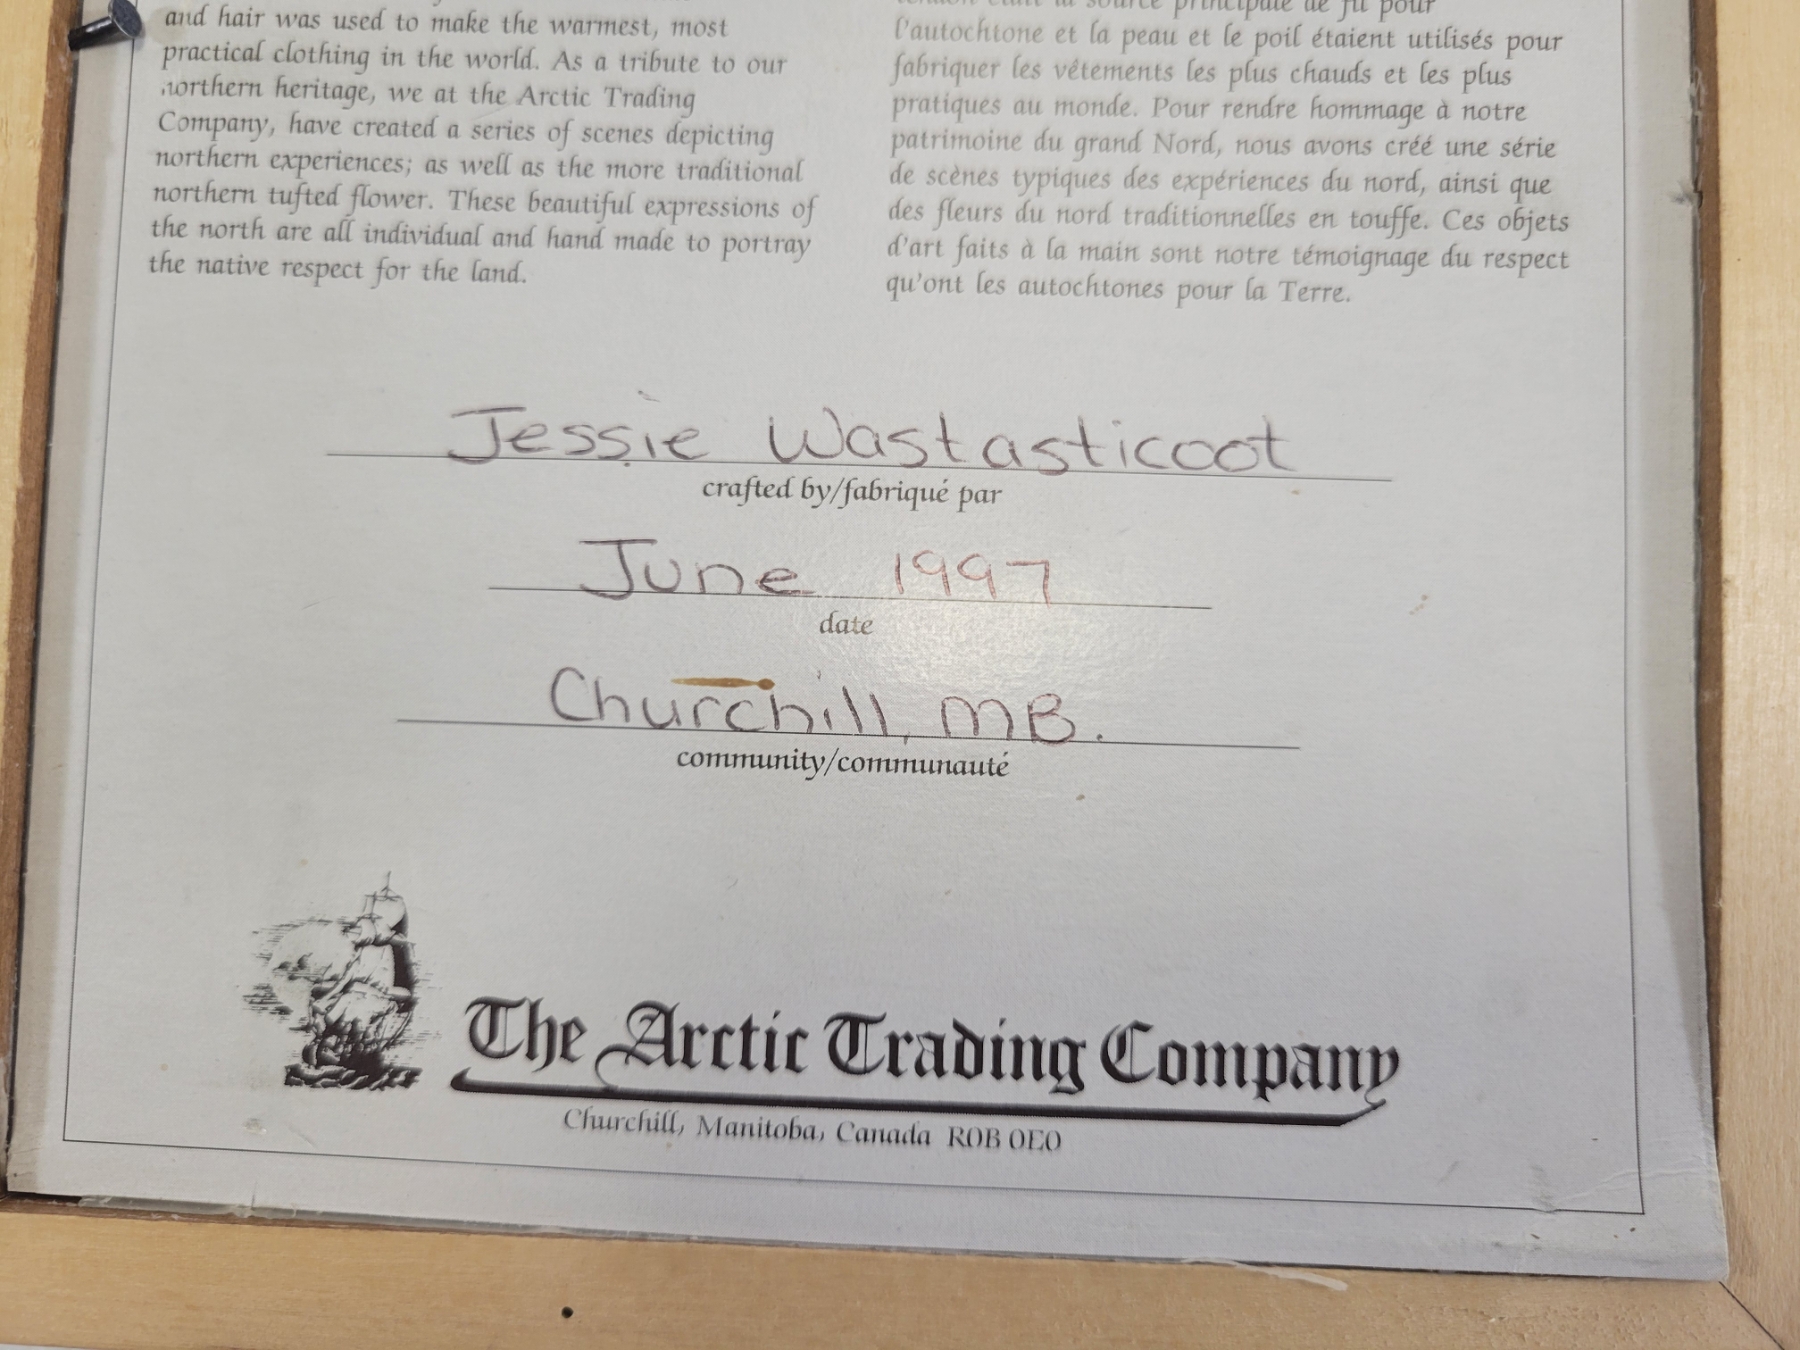 and hair was used to make the warmest, most
practical clothing in the world. As a tribute to our
northern heritage, we at the Arctic Trading
Company, have created a series of scenes depicting
northern experiences; as well as the more traditional
northern tufted flower. These beautiful expressions of
the north are all individual and hand made to portray
the native respect for the land.
principale de fil pour
l'autochtone et la peau et le poil étaient utilisés pour
fabriquer les vêtements les plus chauds et les plus
pratiques au monde. Pour rendre hommage à notre
patrimoine du grand Nord, nous avons créé une série
de scènes typiques des expériences du nord, ainsi que
des fleurs du nord traditionnelles en touffe. Ces objets
d'art faits à la main sont notre témoignage du respect
qu'ont les autochtones pour la Terre.
Jessie Wastasticoot
crafted by/fabriqué par
June 1997
date
Churchill, MB.
community/communauté
The Arctic Trading Company
Churchill, Manitoba, Canada R0B 0E0